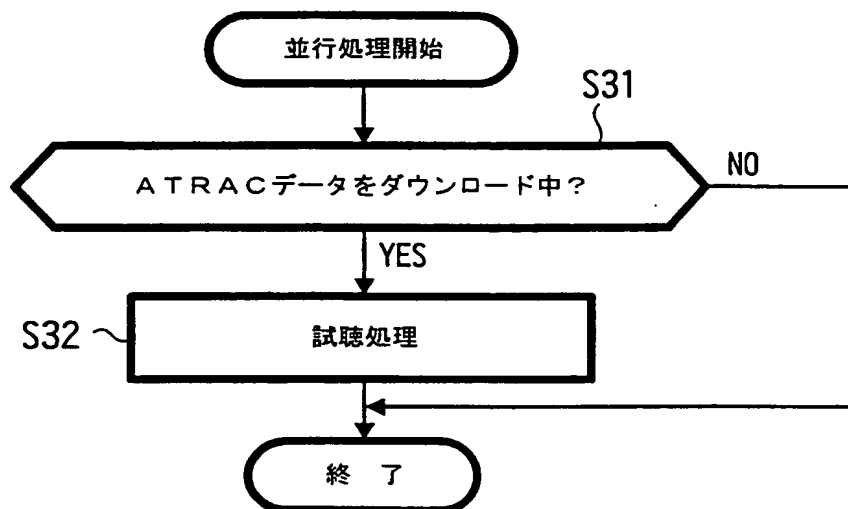 並行処理開始
S31
ATRACデータをダウンロード中?
NO
YES
S32
試聴処理
終 了